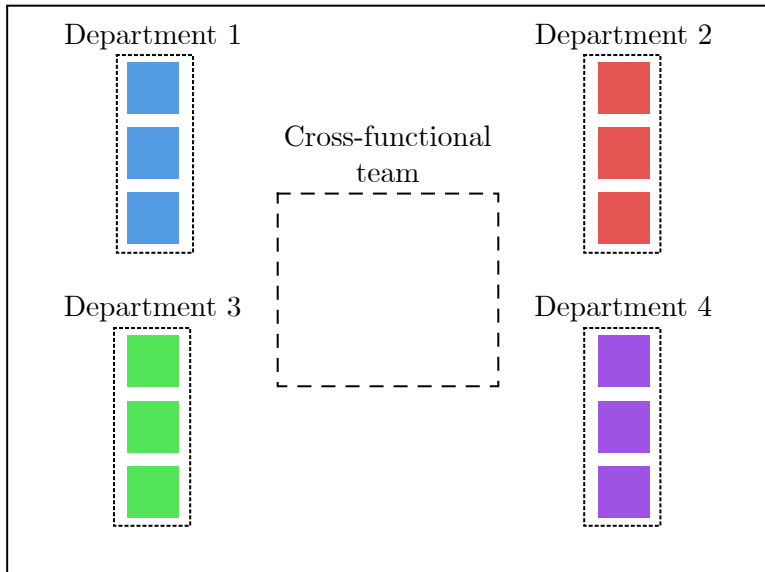 Department 1
Department 2
Cross-functional
team
Department 3
Department 4